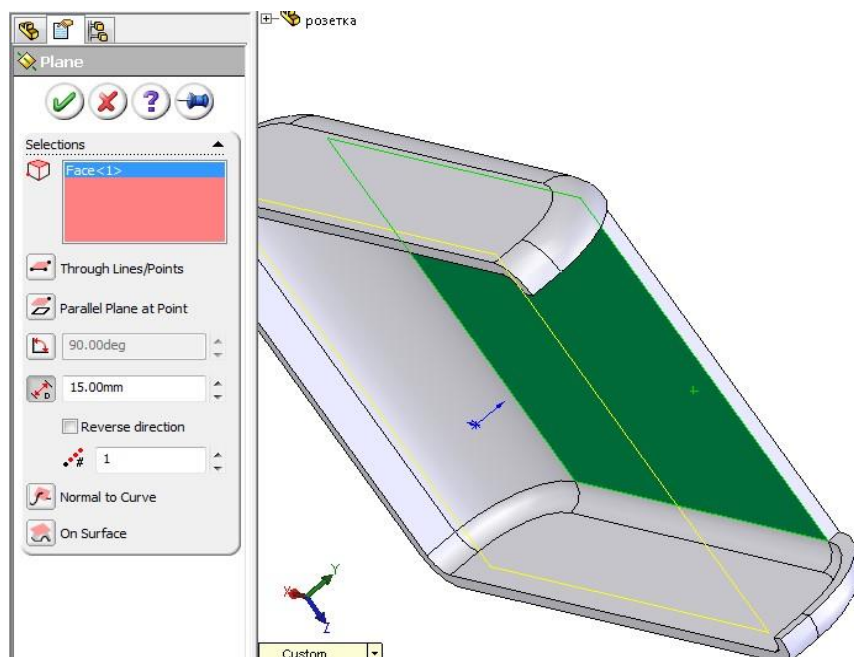 розетка
Plane
?
Selections
Face<1>
Through Lines/Points
Parallel Plane at Point
90.00deg
D
15.00mm
Reverse direction
# 1
Normal to Curve
On Surface
X Y Z
Custom